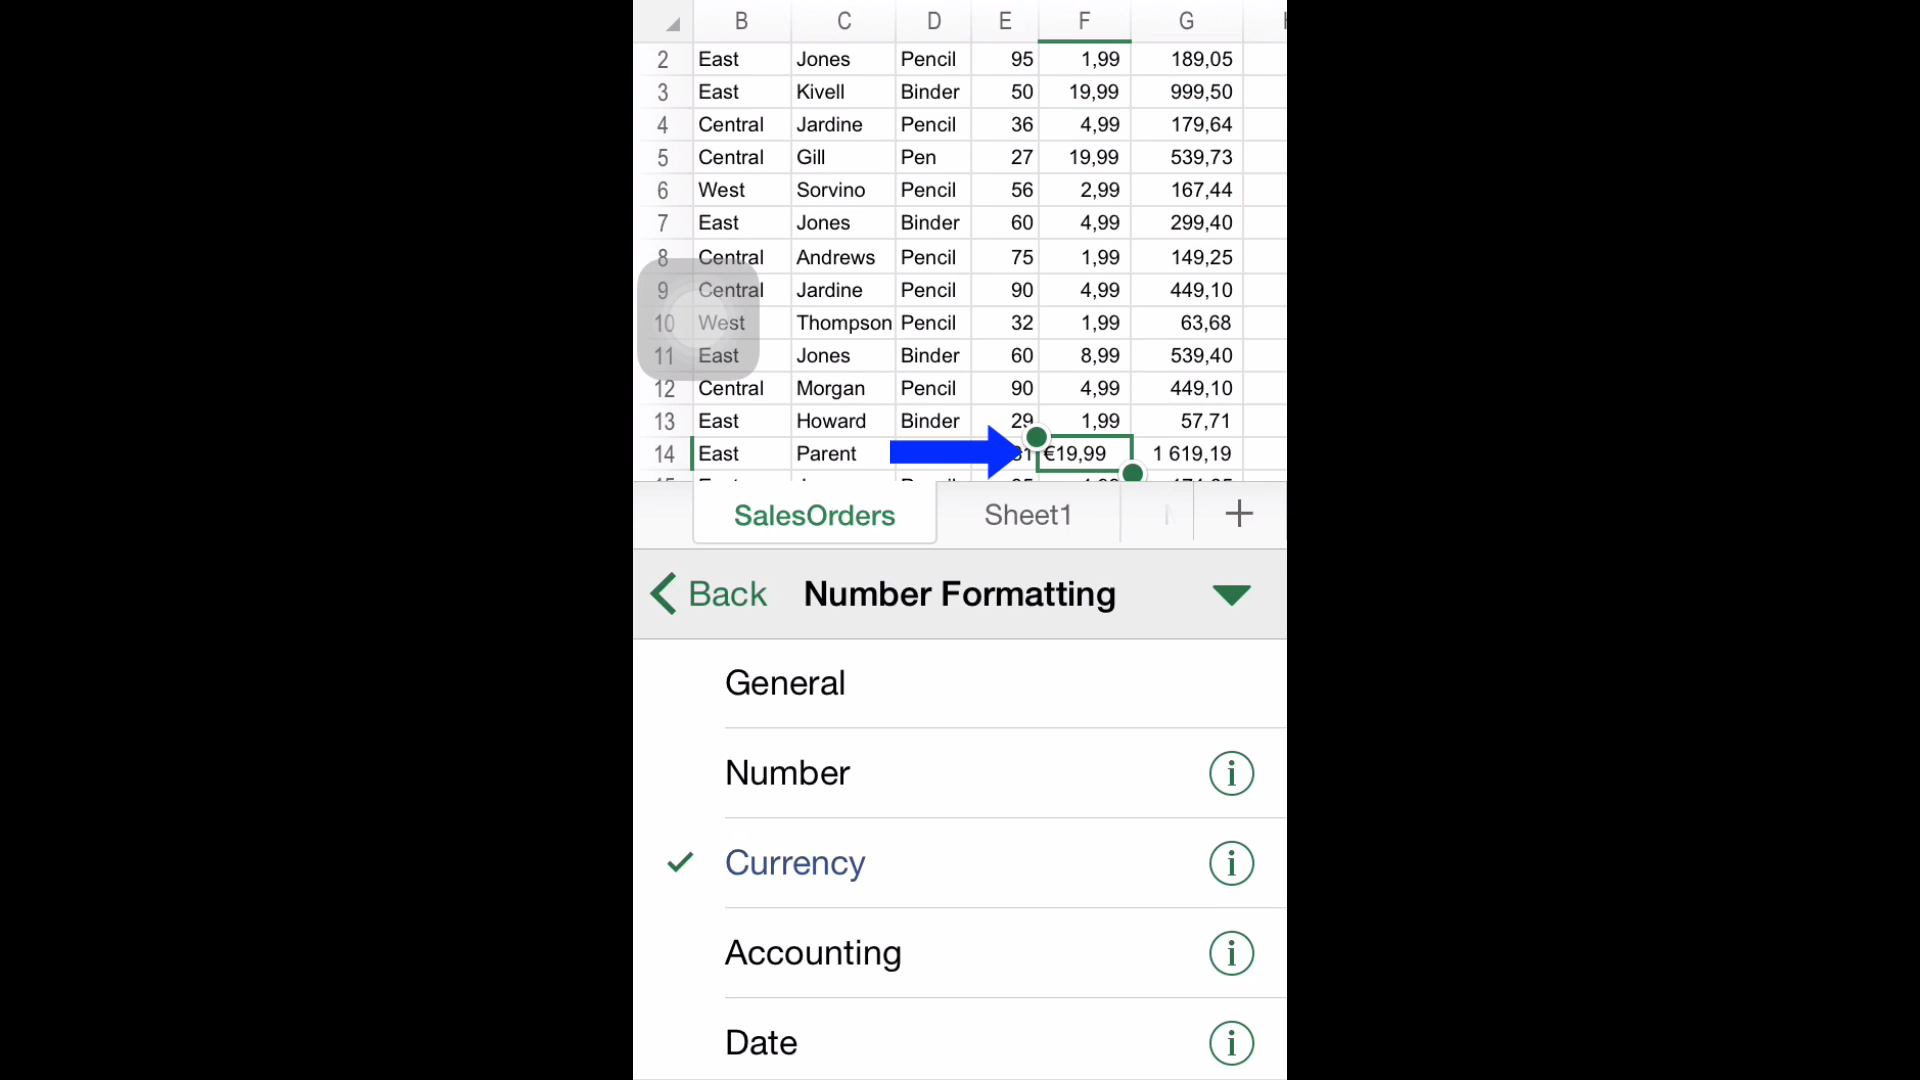 B C D E F G
2 East Jones Pencil 95 1,99 189,05
3 East Kivell Binder 50 19,99 999,50
4 Central Jardine Pencil 36 4,99 179,64
5 Central Gill Pen 27 19,99 539,73
6 West Sorvino Pencil 56 2,99 167,44
7 East Jones Binder 60 4,99 299,40
8 Central Andrews Pencil 75 1,99 149,25
9 Central Jardine Pencil 90 4,99 449,10
10 West Thompson Pencil 32 1,99 63,68
11 East Jones Binder 60 8,99 539,40
12 Central Morgan Pencil 90 4,99 449,10
13 East Howard Binder 29 1,99 57,71
14 East Parent €19,99 1 619,19
SalesOrders Sheet1 +
Back Number Formatting
General
Number i
Currency i
Accounting i
Date i